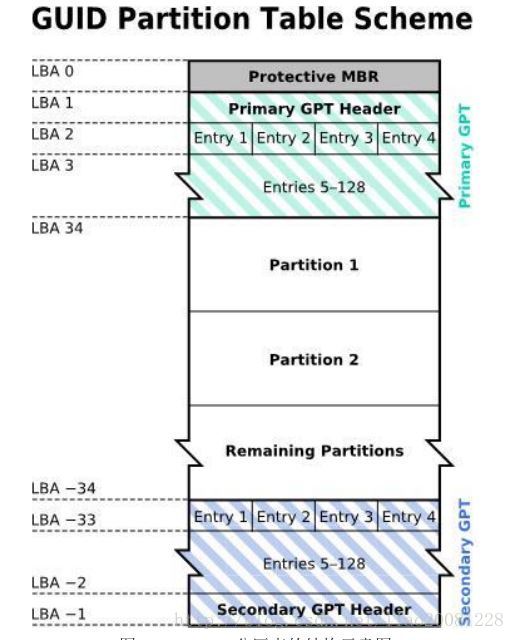 GUID Partition Table Scheme
LBA 0
Protective MBR
LBA 1
Primary GPT Header
LBA 2
Entry 1 Entry 2 Entry 3 Entry 4
LBA 3
Entries 5–128
Primary GPT
LBA 34
Partition 1
Partition 2
Remaining Partitions
LBA −34
LBA −33
Entry 1 Entry 2 Entry 3 Entry 4
Entries 5–128
LBA −2
Secondary GPT Header
LBA −1
Secondary GPT